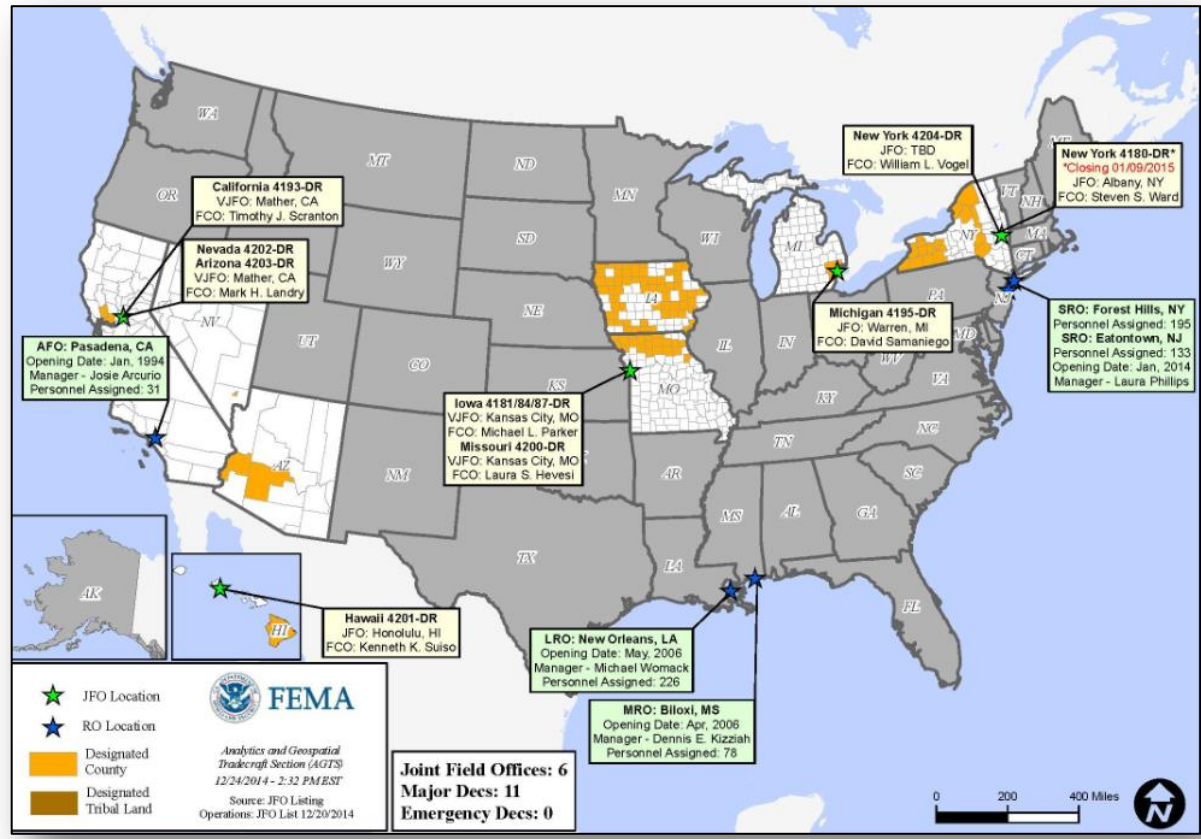 WA
OR
MT
ND
MN
SD
WI
WY
NE
IA
MI
NY
VT
NH
MA
CT
NJ
PA
MD
WV
VA
NV
UT
CO
KS
MO
IL
IN
KY
TN
NC
SC
AZ
NM
AR
MS
AL
GA
TX
LA
FL
AK
HI
California 4193-DR
VJFO: Mather, CA
FCO: Timothy J. Scranton
Nevada 4202-DR
Arizona 4203-DR
VJFO: Mather, CA
FCO: Mark H. Landry
AFO: Pasadena, CA
Opening Date: Jan, 1994
Manager - Josie Arcurio
Personnel Assigned: 31
New York 4204-DR
JFO: TBD
FCO: William L. Vogel
New York 4180-DR*
*Closing 01/09/2015
JFO: Albany, NY
FCO: Steven S. Ward
SRO: Forest Hills, NY
Personnel Assigned: 195
SRO: Eatontown, NJ
Personnel Assigned: 133
Opening Date: Jan, 2014
Manager - Laura Phillips
Michigan 4195-DR
JFO: Warren, MI
FCO: David Samaniego
Iowa 4181/84/87-DR
VJFO: Kansas City, MO
FCO: Michael L. Parker
Missouri 4200-DR
VJFO: Kansas City, MO
FCO: Laura S. Hevesi
Hawaii 4201-DR
JFO: Honolulu, HI
FCO: Kenneth K. Suiso
LRO: New Orleans, LA
Opening Date: May, 2006
Manager - Michael Womack
Personnel Assigned: 226
MRO: Biloxi, MS
Opening Date: Apr, 2006
Manager - Dennis E. Kizziah
Personnel Assigned: 78
JFO Location
RO Location
Designated
County
Designated
Tribal Land
FEMA
Analytics and Geospatial
Tradecraft Section (AGTS)
12/24/2014 - 2:32 PM EST
Source: JFO Listing
Operations: JFO List 12/20/2014
Joint Field Offices: 6
Major Decs: 11
Emergency Decs: 0
0 200 400 Miles
N